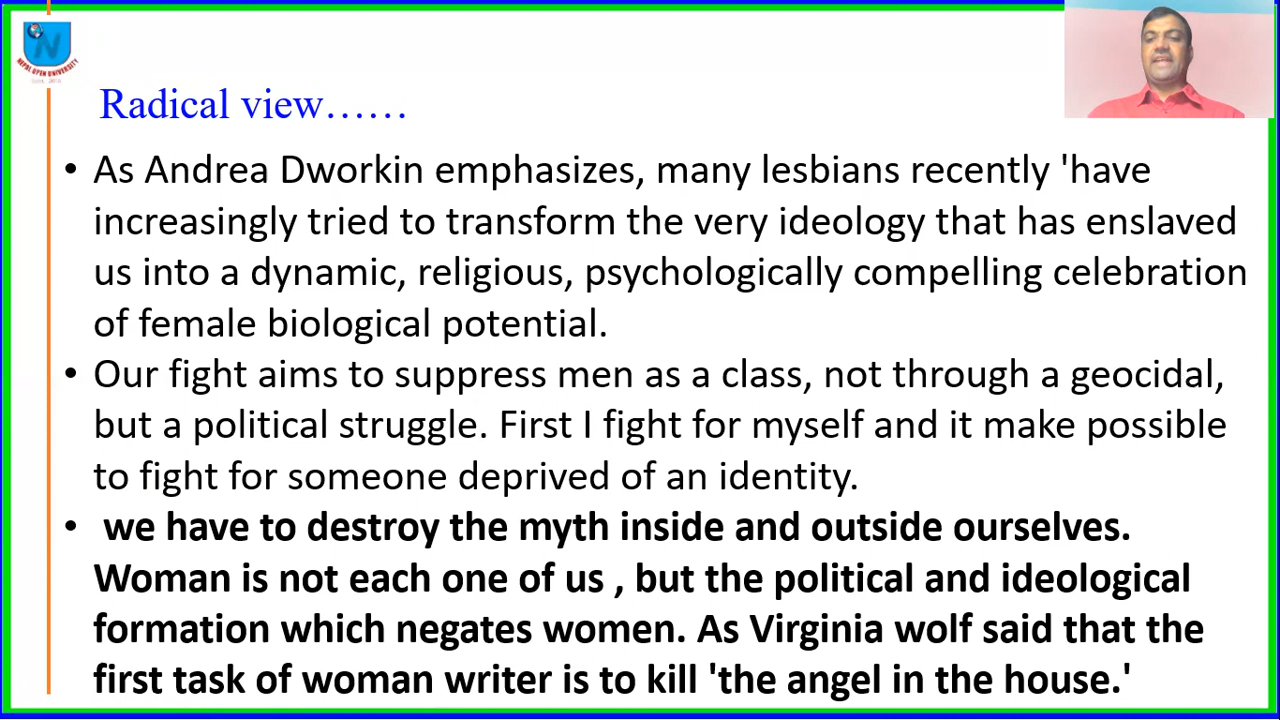 N
NEPAL OPEN UNIVERSITY
Radical view……
• As Andrea Dworkin emphasizes, many lesbians recently 'have
increasingly tried to transform the very ideology that has enslaved
us into a dynamic, religious, psychologically compelling celebration
of female biological potential.
• Our fight aims to suppress men as a class, not through a geocidal,
but a political struggle. First I fight for myself and it make possible
to fight for someone deprived of an identity.
• we have to destroy the myth inside and outside ourselves.
Woman is not each one of us , but the political and ideological
formation which negates women. As Virginia wolf said that the
first task of woman writer is to kill 'the angel in the house.'